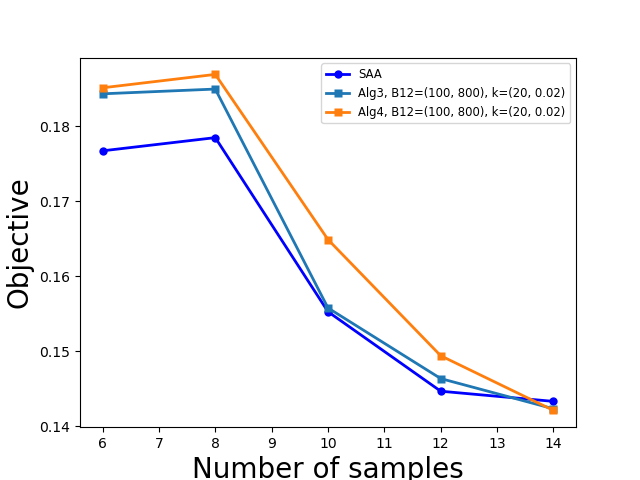 SAA
Alg3, B12=(100, 800), k=(20, 0.02)
Alg4, B12=(100, 800), k=(20, 0.02)
0.18
0.17
0.16
0.15
0.14
Objective
6 7 8 9 10 11 12 13 14
Number of samples